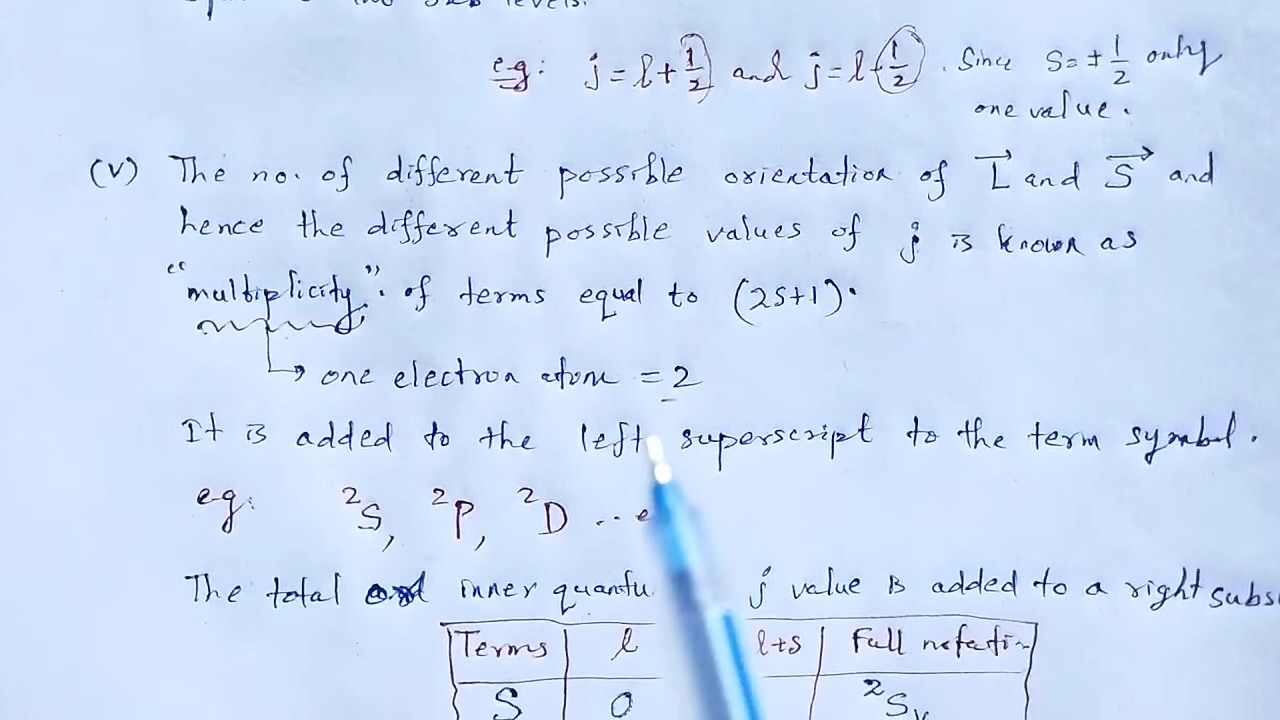 levels.
e·g: j = l + 1/2 and j = l - 1/2 . Since S = ± 1/2 only
one value.
(V) The no. of different possible orientation of L⃗ and S⃗ and
hence the different possible values of j is known as
"multiplicity" of terms equal to (2S+1).
→ one electron atom = 2
It is added to the left superscript to the term symbol.
e·g: ²S, ²P, ²D ...
The total inner j value is added to a right
Terms | l | l+s | Full
S | 0 | ²S